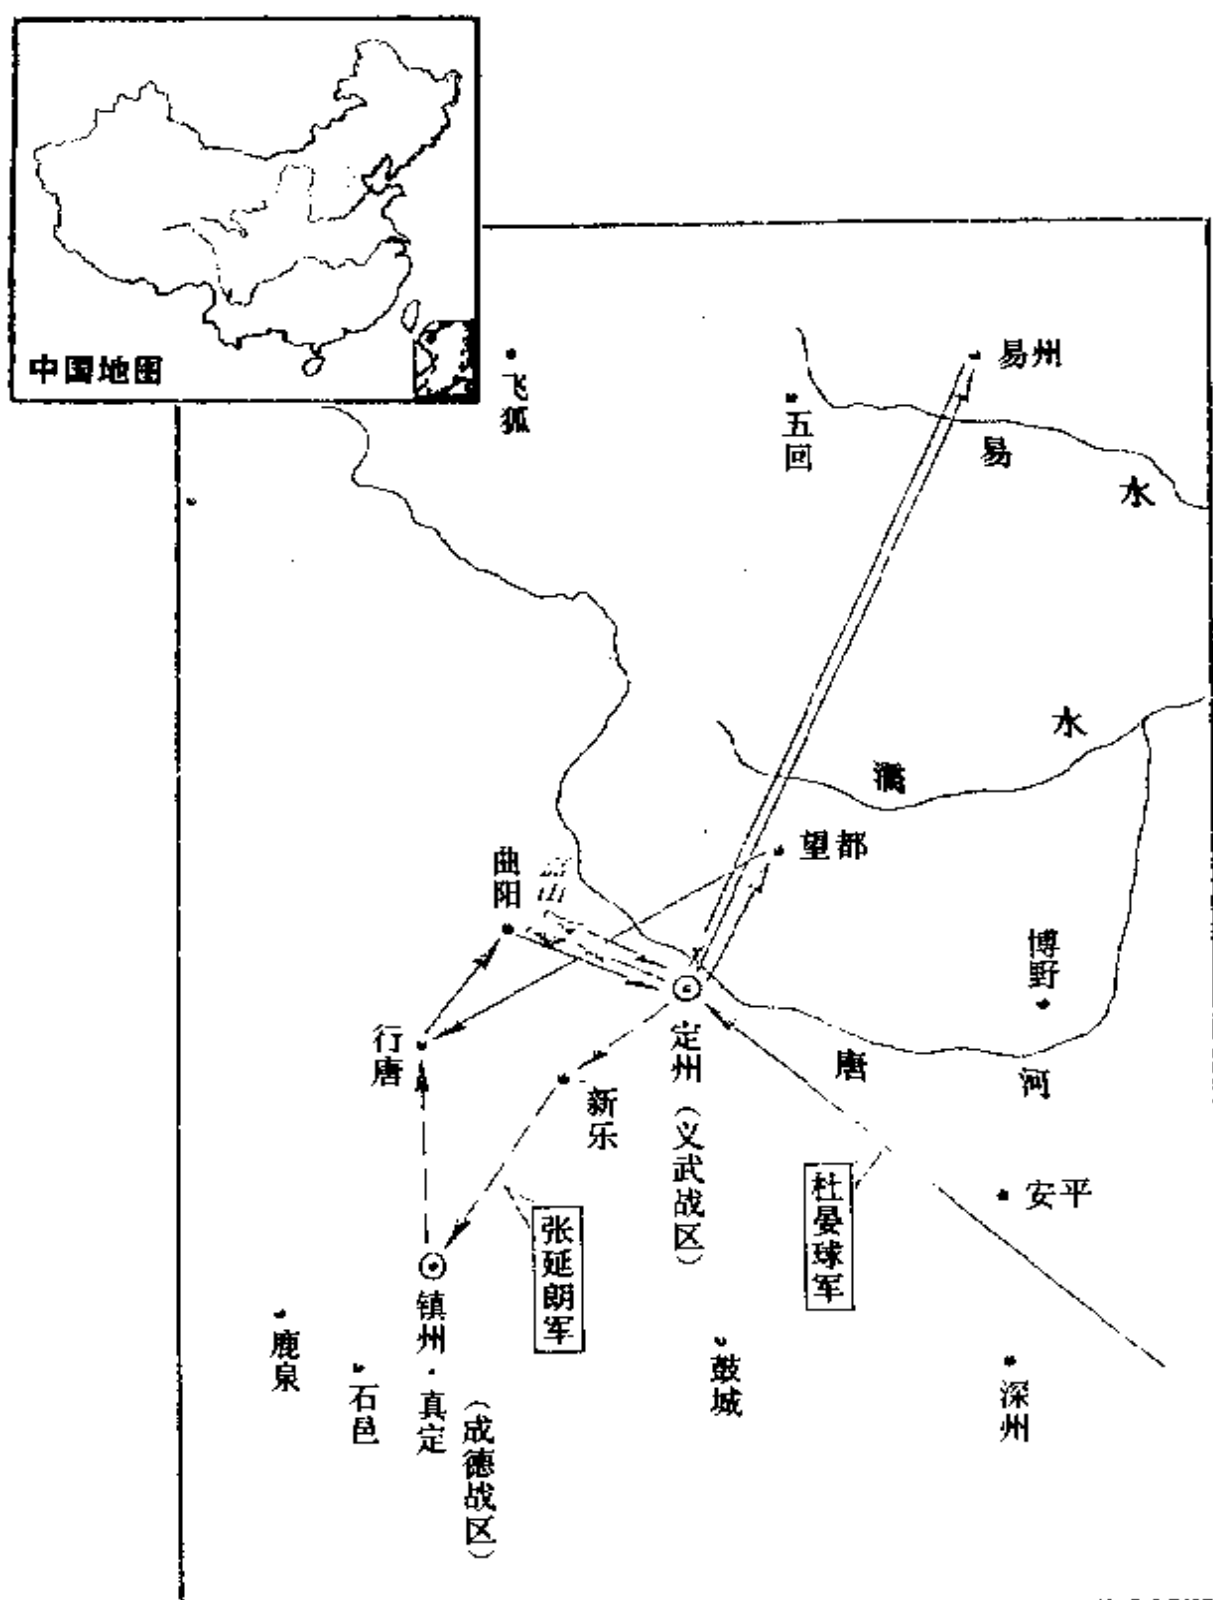 中国地图
飞狐
易州
五回
易水
水
望都
曲阳
博野
行唐
定州（义武战区）
唐河
新乐
安平
杜晏球军
张延朗军
镇州·真定
（成德战区）
鹿泉
石邑
鼓城
深州